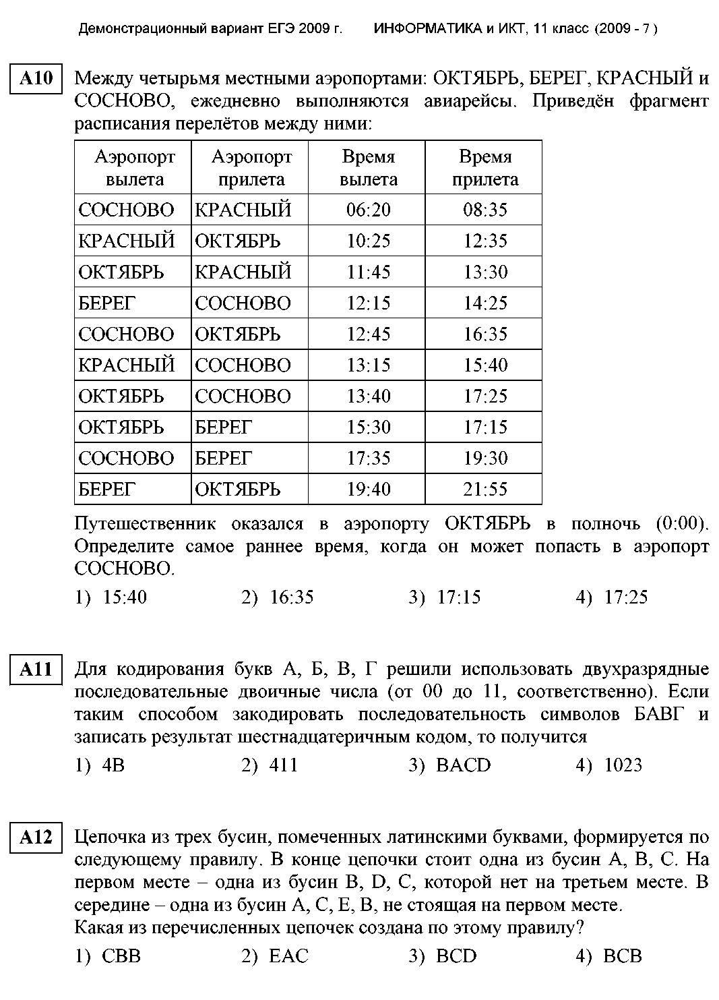 Демонстрационный вариант ЕГЭ 2009 г. ИНФОРМАТИКА и ИКТ, 11 класс (2009 - 7 )
А10 Между четырьмя местными аэропортами: ОКТЯБРЬ, БЕРЕГ, КРАСНЫЙ и
СОСНОВО, ежедневно выполняются авиарейсы. Приведён фрагмент
расписания перелётов между ними:
Аэропорт вылета Аэропорт прилета Время вылета Время прилета
СОСНОВО КРАСНЫЙ 06:20 08:35
КРАСНЫЙ ОКТЯБРЬ 10:25 12:35
ОКТЯБРЬ КРАСНЫЙ 11:45 13:30
БЕРЕГ СОСНОВО 12:15 14:25
СОСНОВО ОКТЯБРЬ 12:45 16:35
КРАСНЫЙ СОСНОВО 13:15 15:40
ОКТЯБРЬ СОСНОВО 13:40 17:25
ОКТЯБРЬ БЕРЕГ 15:30 17:15
СОСНОВО БЕРЕГ 17:35 19:30
БЕРЕГ ОКТЯБРЬ 19:40 21:55
Путешественник оказался в аэропорту ОКТЯБРЬ в полночь (0:00).
Определите самое раннее время, когда он может попасть в аэропорт
СОСНОВО.
1) 15:40 2) 16:35 3) 17:15 4) 17:25
А11 Для кодирования букв А, Б, В, Г решили использовать двухразрядные
последовательные двоичные числа (от 00 до 11, соответственно). Если
таким способом закодировать последовательность символов БАВГ и
записать результат шестнадцатеричным кодом, то получится
1) 4B 2) 411 3) BACD 4) 1023
А12 Цепочка из трех бусин, помеченных латинскими буквами, формируется по
следующему правилу. В конце цепочки стоит одна из бусин A, B, C. На
первом месте – одна из бусин B, D, C, которой нет на третьем месте. В
середине – одна из бусин A, C, E, B, не стоящая на первом месте.
Какая из перечисленных цепочек создана по этому правилу?
1) CBB 2) EAC 3) BCD 4) BCB